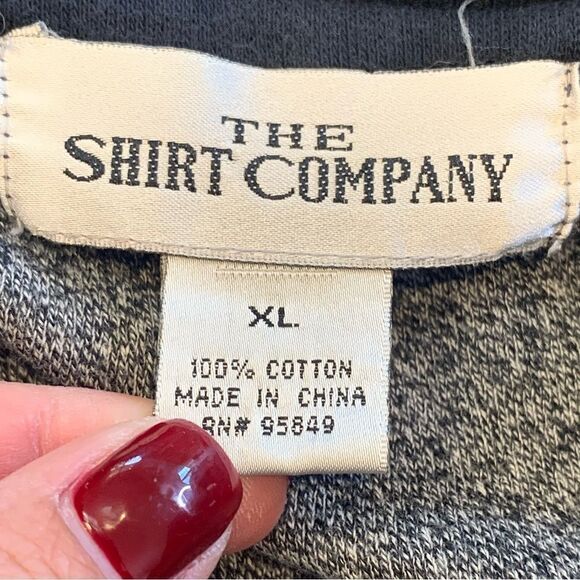 THE
SHIRT COMPANY
XL
100% COTTON
MADE IN CHINA
RN# 95849